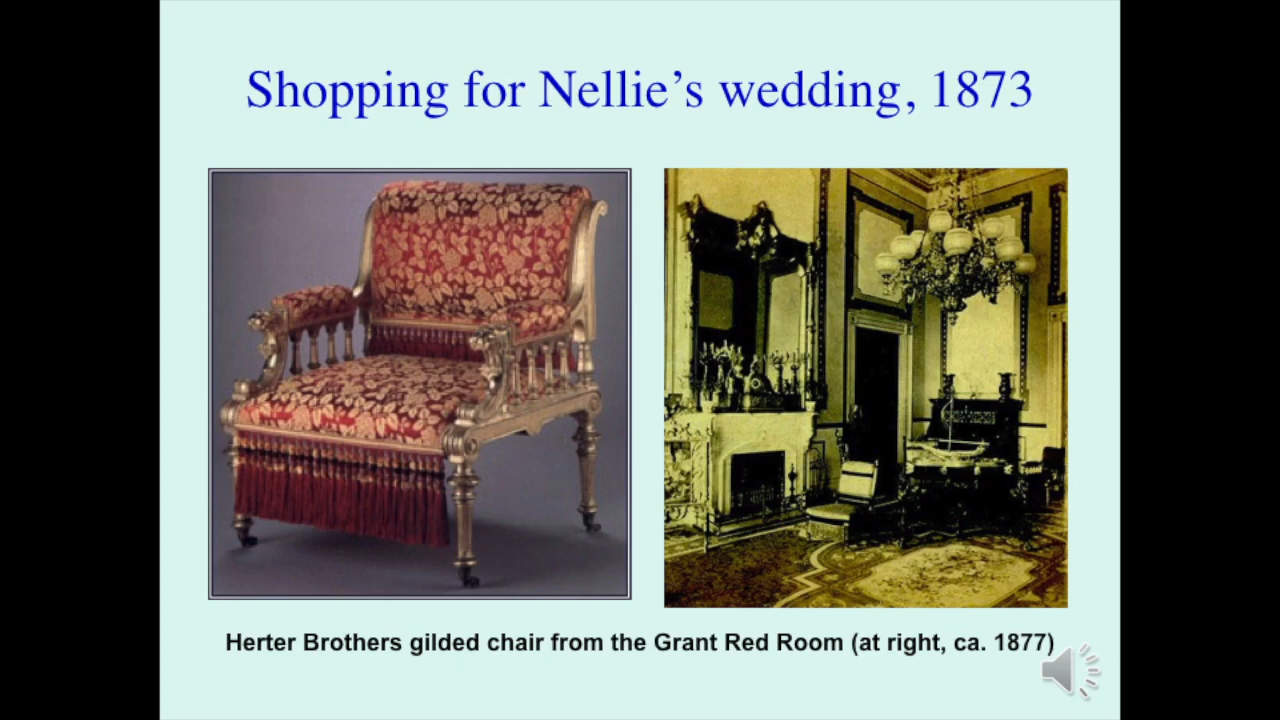 Shopping for Nellie’s wedding, 1873
Herter Brothers gilded chair from the Grant Red Room (at right, ca. 1877)